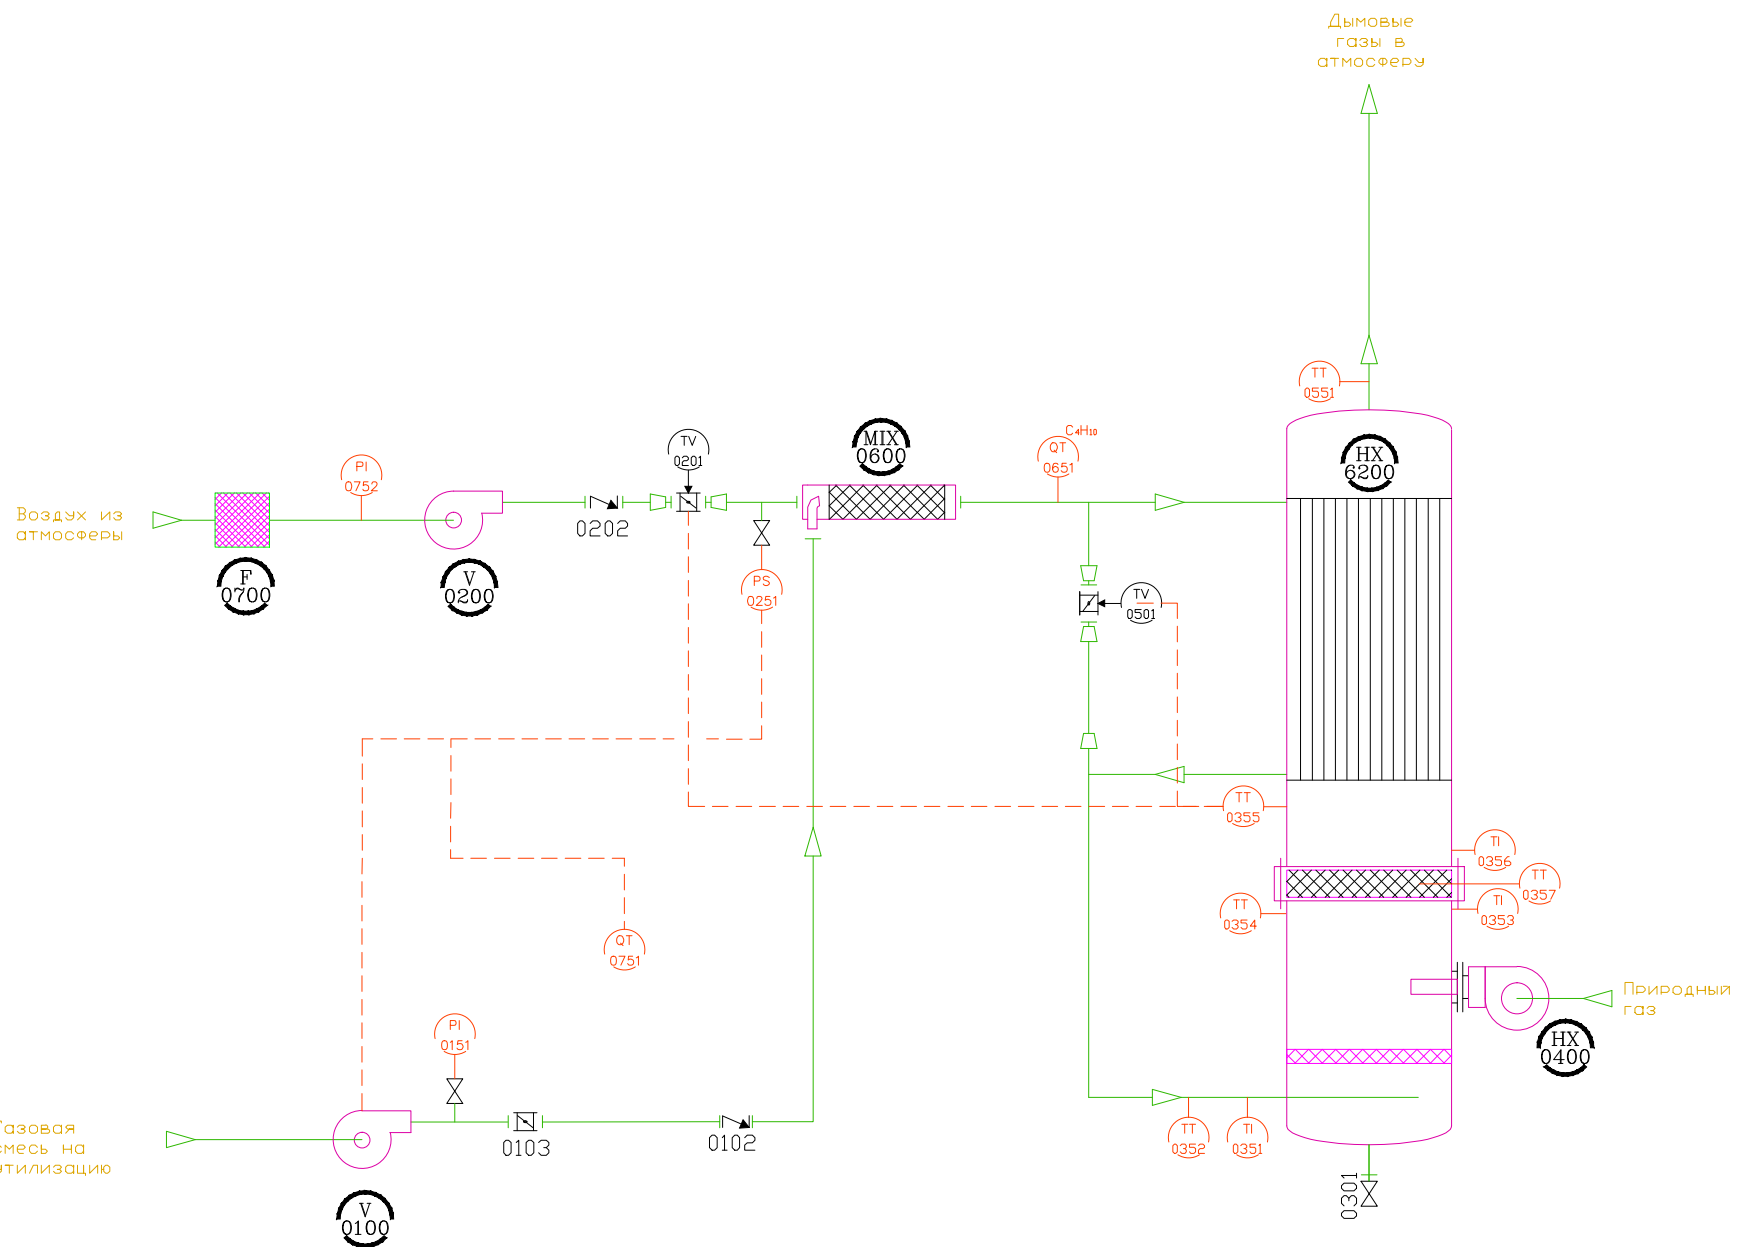 Дымовые
газы в
атмосферу
TT
0551
C4H10
QT
0651
MIX
0600
TV
0201
HX
6200
PI
0752
Воздух из
атмосферы
0202
F
0700
V
0200
PS
0251
TV
0501
TT
0355
TI
0356
TT
0357
TI
0353
TT
0354
QT
0751
Природный
газ
HX
0400
PI
0151
Газовая
смесь на
утилизацию
0103
0102
TT
0352
TI
0351
0301
V
0100